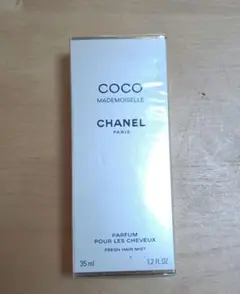 COCO
MADEMOISELLE
CHANEL
PARIS
PARFUM
POUR LES CHEVEUX
FRESH HAIR MIST
35 ml
1.2 FL. OZ.